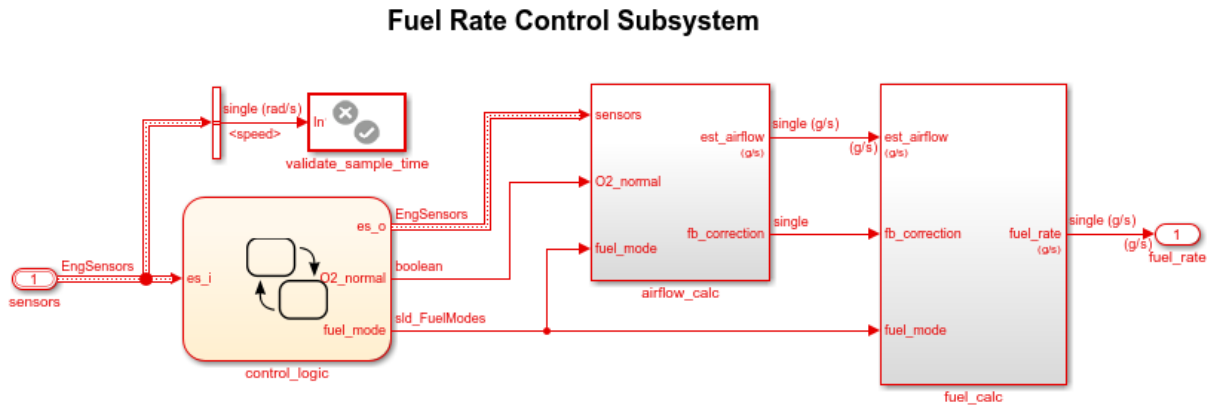 Fuel Rate Control Subsystem
single (rad/s)
<speed>
In
validate_sample_time
sensors
est_airflow
(g/s)
O2_normal
fb_correction
fuel_mode
airflow_calc
single (g/s)
(g/s)
single
est_airflow
(g/s)
fb_correction
fuel_rate
(g/s)
fuel_mode
fuel_calc
single (g/s)
(g/s)
1
fuel_rate
1
sensors
EngSensors
es_i
es_o
O2_normal
fuel_mode
control_logic
EngSensors
boolean
sld_FuelModes